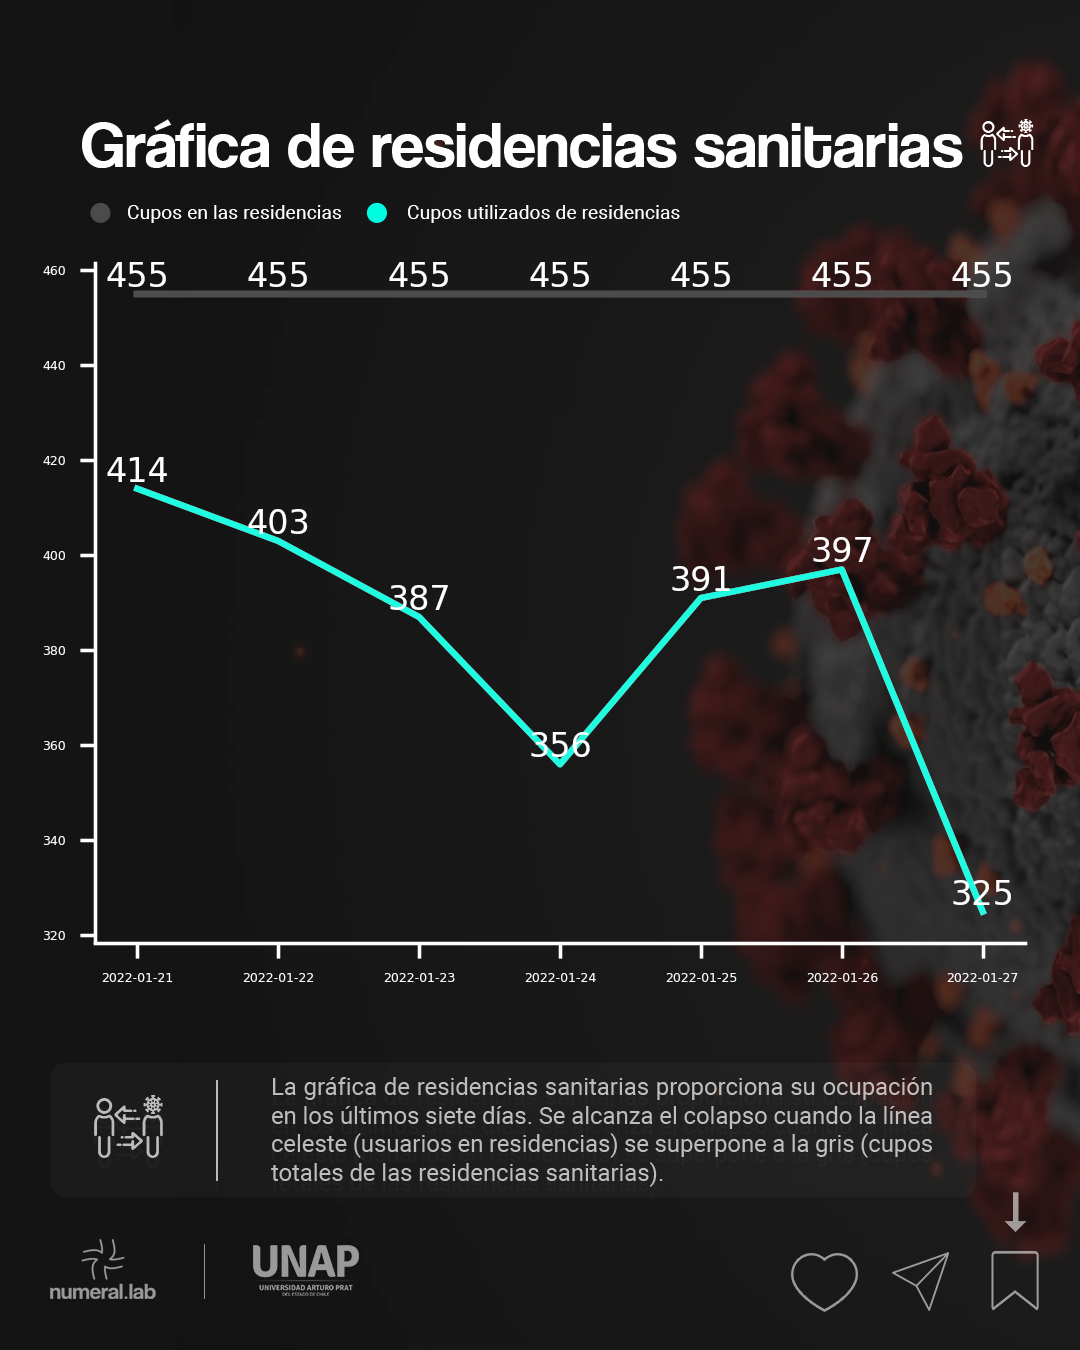 Gráfica de residencias sanitarias
Cupos en las residencias
Cupos utilizados de residencias
460
455 455 455 455 455 455 455
440
420
414
403
400
387
391
397
380
360
356
340
325
320
2022-01-21 2022-01-22 2022-01-23 2022-01-24 2022-01-25 2022-01-26 2022-01-27
La gráfica de residencias sanitarias proporciona su ocupación
en los últimos siete días. Se alcanza el colapso cuando la línea
celeste (usuarios en residencias) se superpone a la gris (cupos
totales de las residencias sanitarias).
numeral.lab
UNAP
UNIVERSIDAD ARTURO PRAT
DEL ESTADO DE CHILE